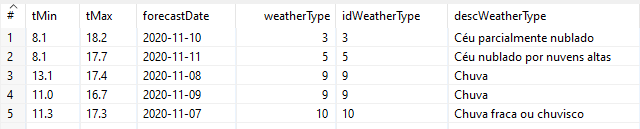 # tMin tMax forecastDate weatherType idWeatherType descWeatherType
1 8.1 18.2 2020-11-10 3 3 Céu parcialmente nublado
2 8.1 17.7 2020-11-11 5 5 Céu nublado por nuvens altas
3 13.1 17.4 2020-11-08 9 9 Chuva
4 11.0 16.7 2020-11-09 9 9 Chuva
5 11.3 17.3 2020-11-07 10 10 Chuva fraca ou chuvisco